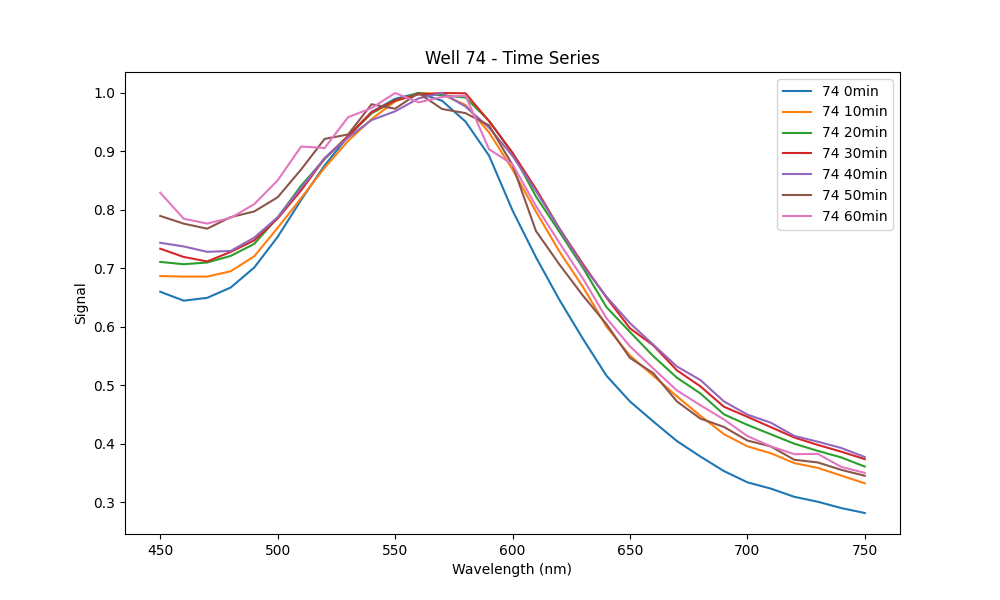 Well 74 - Time Series
Signal
1.0
0.9
0.8
0.7
0.6
0.5
0.4
0.3
74 0min
74 10min
74 20min
74 30min
74 40min
74 50min
74 60min
450 500 550 600 650 700 750
Wavelength (nm)